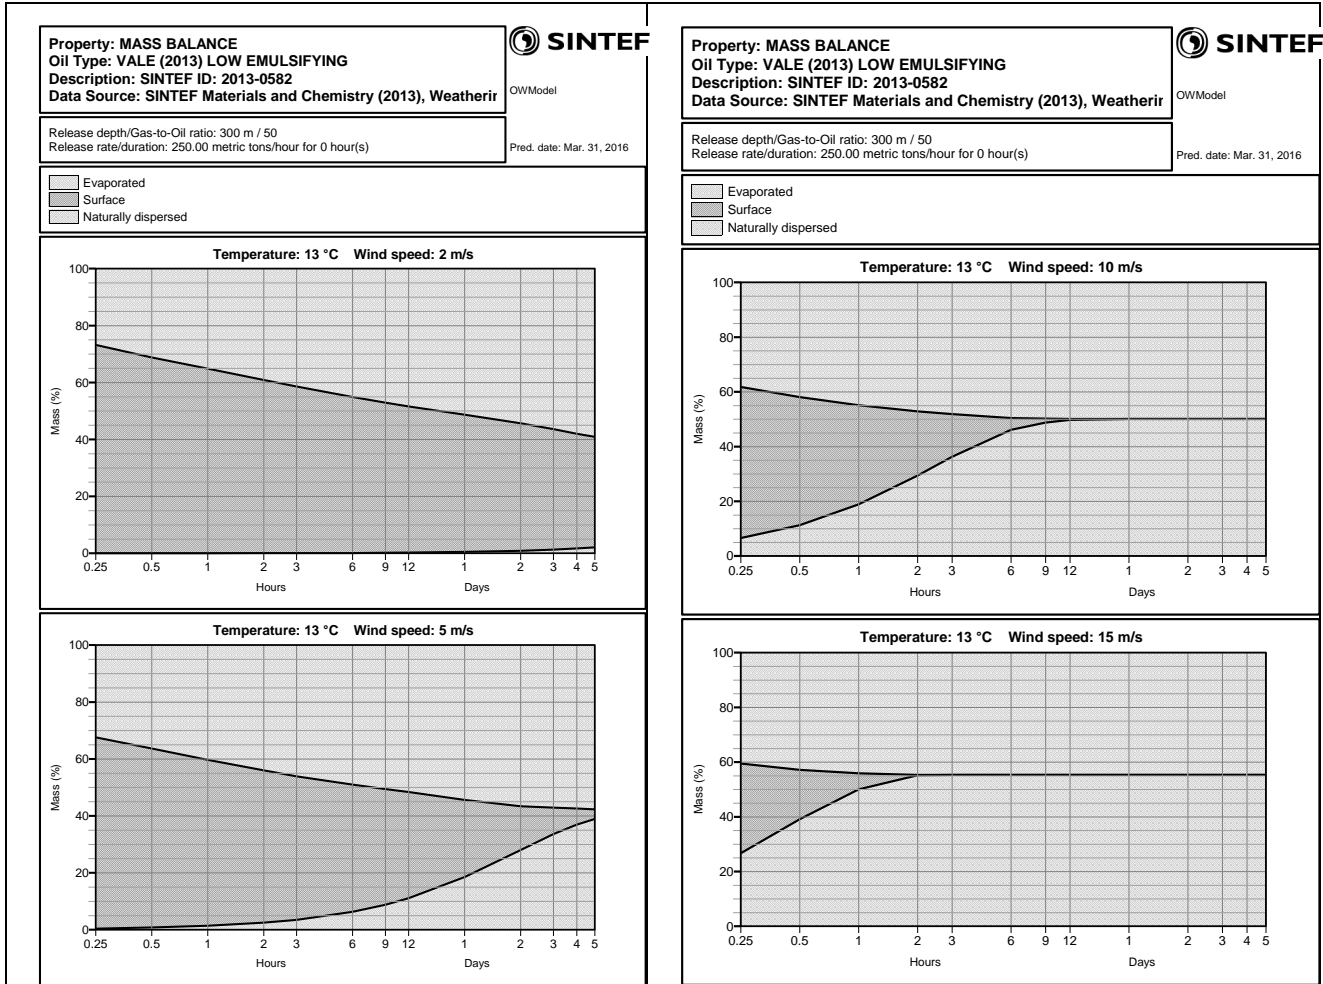 Property: MASS BALANCE
Oil Type: VALE (2013) LOW EMULSIFYING
Description: SINTEF ID: 2013-0582
Data Source: SINTEF Materials and Chemistry (2013), Weatherin
SINTEF
OWModel
Release depth/Gas-to-Oil ratio: 300 m / 50
Release rate/duration: 250.00 metric tons/hour for 0 hour(s)
Pred. date: Mar. 31, 2016
Evaporated
Surface
Naturally dispersed
Temperature: 13 °C Wind speed: 2 m/s
Mass (%)
100
80
60
40
20
0
0.25 0.5 1 2 3 6 9 12 1 2 3 4 5
Hours Days
Temperature: 13 °C Wind speed: 5 m/s
Mass (%)
100
80
60
40
20
0
0.25 0.5 1 2 3 6 9 12 1 2 3 4 5
Hours Days
Property: MASS BALANCE
Oil Type: VALE (2013) LOW EMULSIFYING
Description: SINTEF ID: 2013-0582
Data Source: SINTEF Materials and Chemistry (2013), Weatherin
SINTEF
OWModel
Release depth/Gas-to-Oil ratio: 300 m / 50
Release rate/duration: 250.00 metric tons/hour for 0 hour(s)
Pred. date: Mar. 31, 2016
Evaporated
Surface
Naturally dispersed
Temperature: 13 °C Wind speed: 10 m/s
Mass (%)
100
80
60
40
20
0
0.25 0.5 1 2 3 6 9 12 1 2 3 4 5
Hours Days
Temperature: 13 °C Wind speed: 15 m/s
Mass (%)
100
80
60
40
20
0
0.25 0.5 1 2 3 6 9 12 1 2 3 4 5
Hours Days